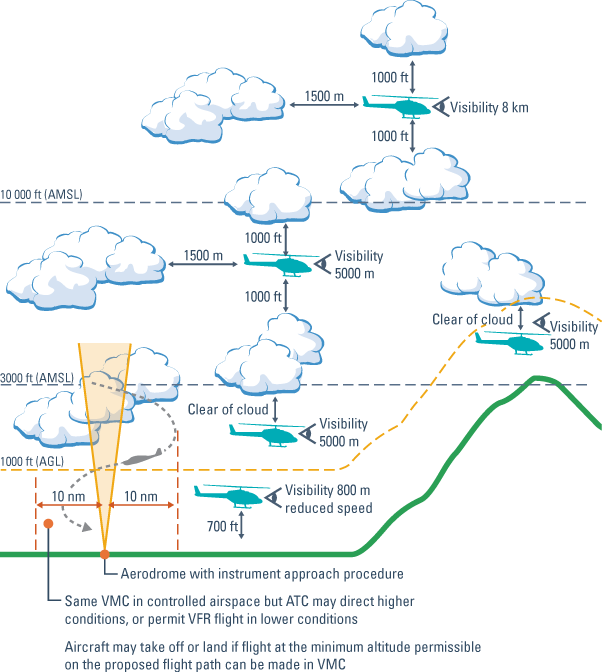 1000 ft
1500 m
Visibility 8 km
1000 ft
10 000 ft (AMSL)
1000 ft
1500 m
Visibility
5000 m
1000 ft
Clear of cloud
Visibility
5000 m
3000 ft (AMSL)
Clear of cloud
Visibility
5000 m
1000 ft (AGL)
10 nm
10 nm
Visibility 800 m
reduced speed
700 ft
Aerodrome with instrument approach procedure
Same VMC in controlled airspace but ATC may direct higher
conditions, or permit VFR flight in lower conditions
Aircraft may take off or land if flight at the minimum altitude permissible
on the proposed flight path can be made in VMC